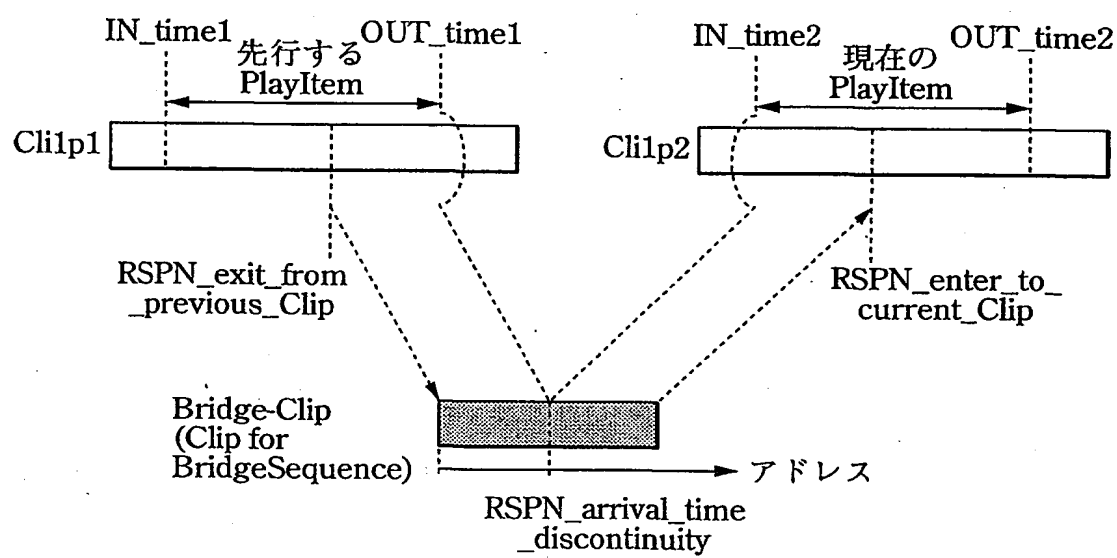 IN_time1
先行する
PlayItem
OUT_time1
IN_time2
現在の
PlayItem
OUT_time2
Cli1p1
Cli1p2
RSPN_exit_from
_previous_Clip
RSPN_enter_to_
current_Clip
Bridge-Clip
(Clip for
BridgeSequence)
アドレス
RSPN_arrival_time
_discontinuity